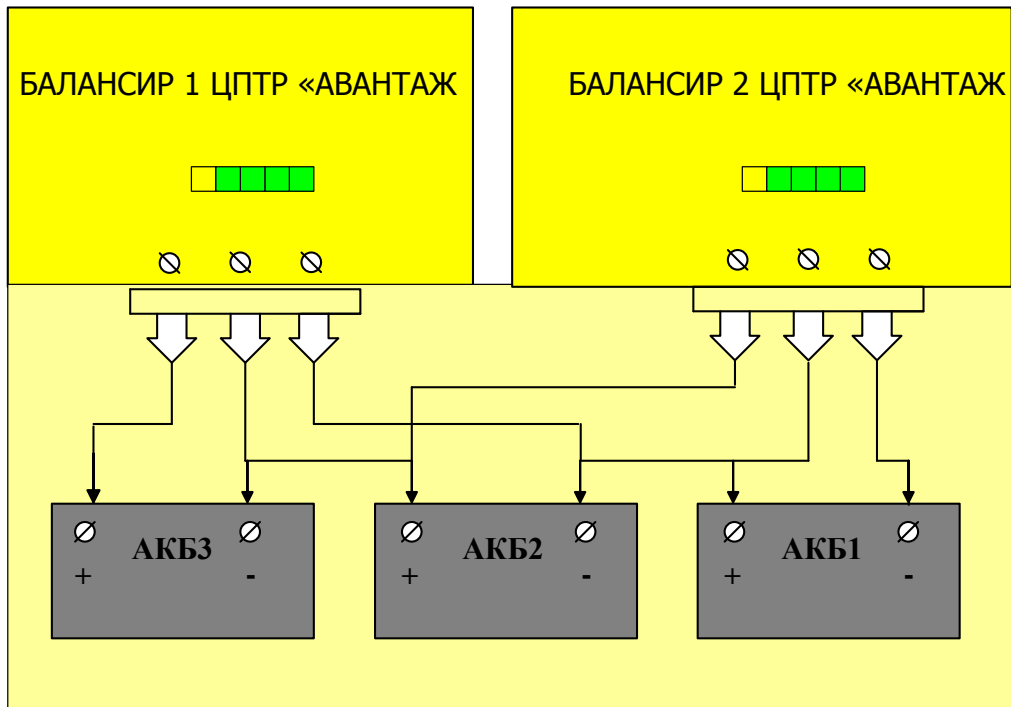 БАЛАНСИР 1 ЦПТР «АВАНТАЖ
БАЛАНСИР 2 ЦПТР «АВАНТАЖ
АКБ3
+ -
АКБ2
+ -
АКБ1
+ -